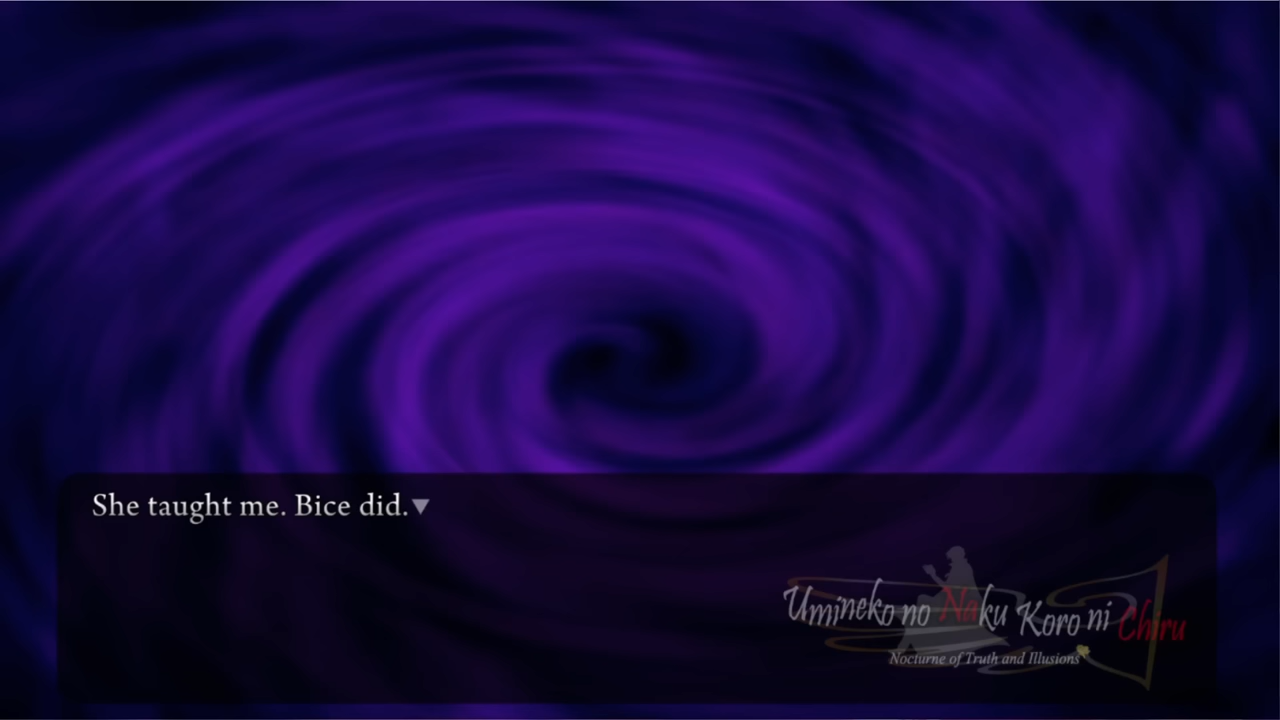 She taught me. Bice did.
Umineko no Naku Koro ni Chiru
Nocturne of Truth and Illusions